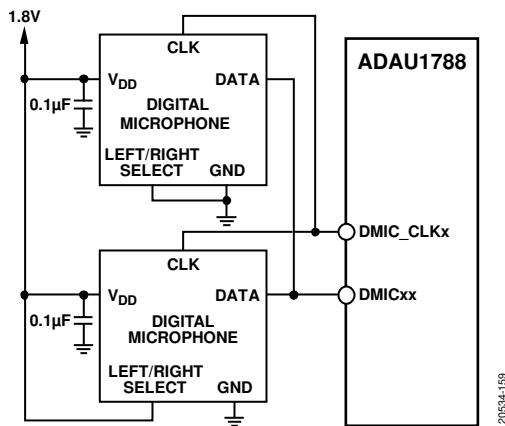 1.8V
CLK
ADAU1788
VDD
DATA
0.1µF
DIGITAL
MICROPHONE
LEFT/RIGHT
SELECT
GND
DMIC_CLKx
CLK
VDD
DATA
DMICxx
0.1µF
DIGITAL
MICROPHONE
LEFT/RIGHT
SELECT
GND
20534-159